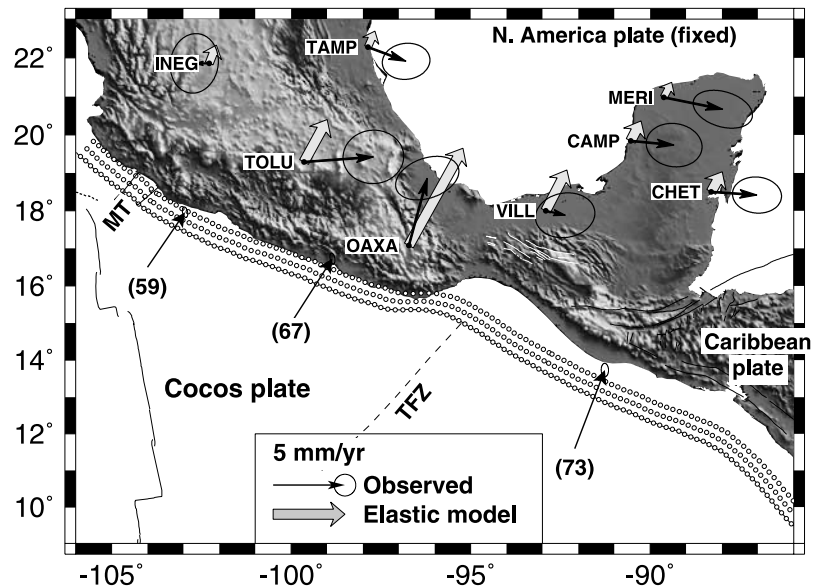 22°
20°
18°
16°
14°
12°
10°
-105°
-100°
-95°
-90°
N. America plate (fixed)
TAMP
INEG
MERI
CAMP
TOLU
CHET
VILL
OAXA
MT
(59)
(67)
(73)
Caribbean
plate
Cocos plate
TFZ
5 mm/yr
Observed
Elastic model